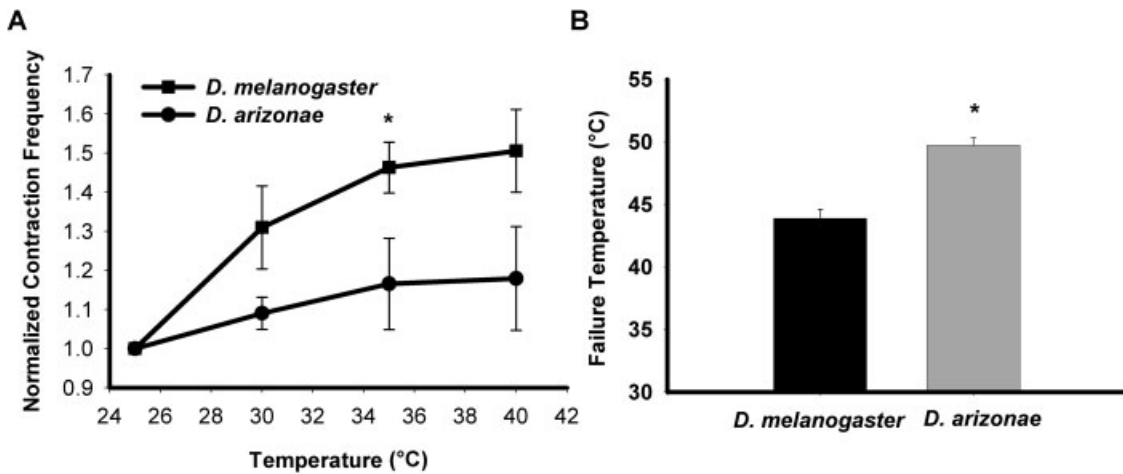 A
Normalized Contraction Frequency
1.7
1.6
1.5
1.4
1.3
1.2
1.1
1.0
0.9
D. melanogaster
D. arizonae
*
24 26 28 30 32 34 36 38 40 42
Temperature (°C)
B
Failure Temperature (°C)
55
50
45
40
35
30
*
D. melanogaster D. arizonae